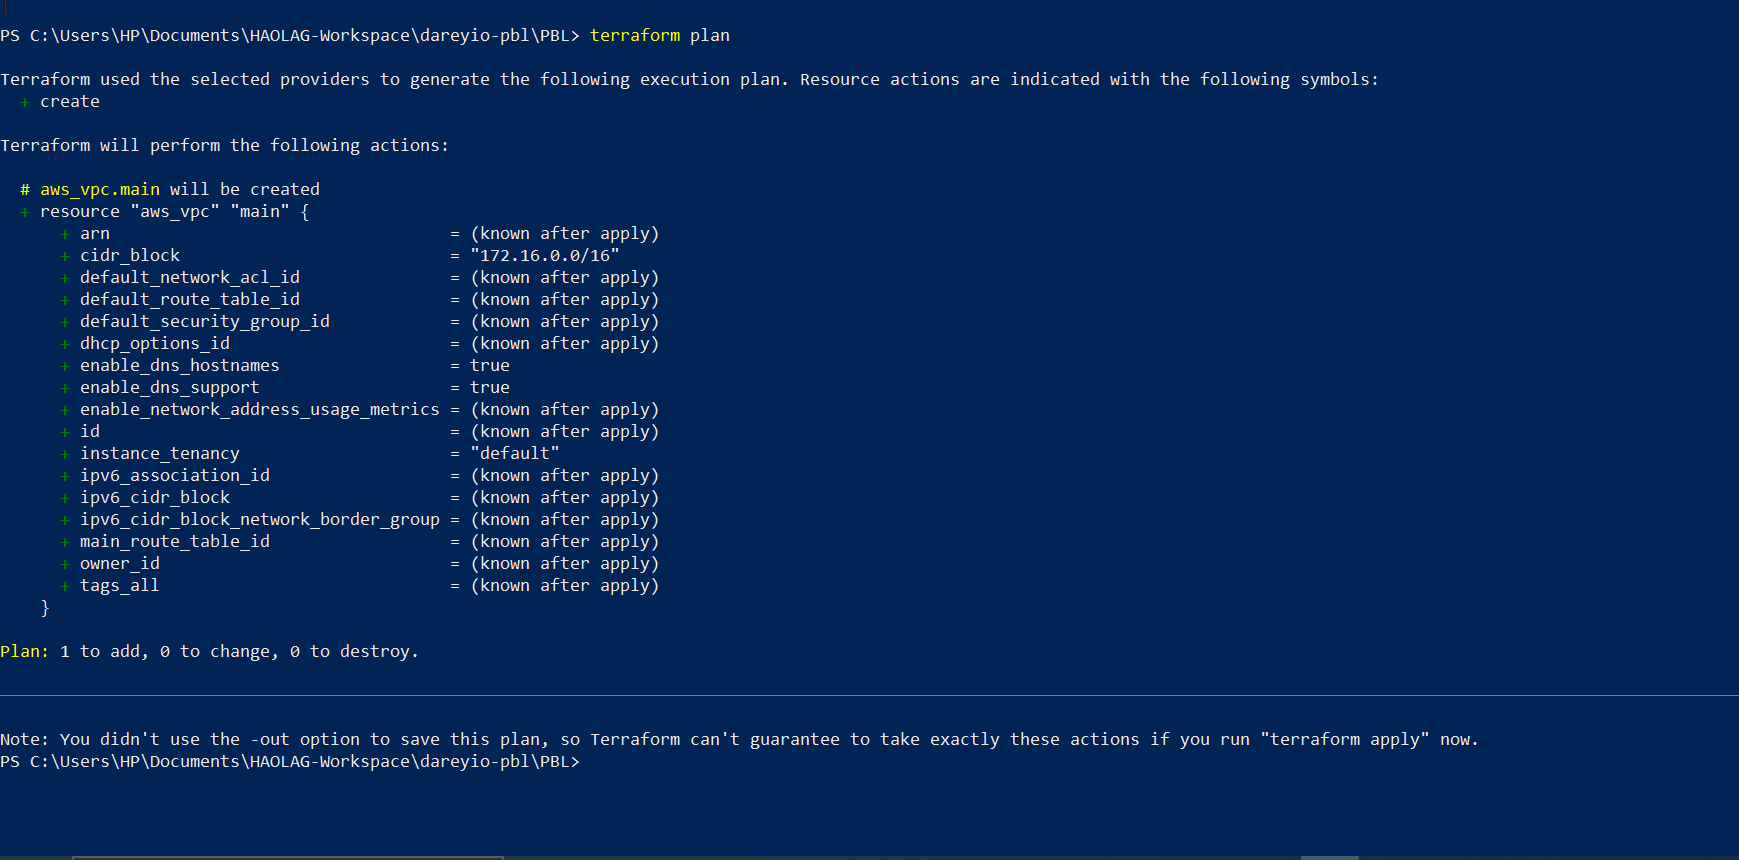 PS C:\Users\HP\Documents\HAOLAG-Workspace\dareyio-pbl\PBL> terraform plan
Terraform used the selected providers to generate the following execution plan. Resource actions are indicated with the following symbols:
+ create
Terraform will perform the following actions:
# aws_vpc.main will be created
+ resource "aws_vpc" "main" {
+ arn = (known after apply)
+ cidr_block = "172.16.0.0/16"
+ default_network_acl_id = (known after apply)
+ default_route_table_id = (known after apply)
+ default_security_group_id = (known after apply)
+ dhcp_options_id = (known after apply)
+ enable_dns_hostnames = true
+ enable_dns_support = true
+ enable_network_address_usage_metrics = (known after apply)
+ id = (known after apply)
+ instance_tenancy = "default"
+ ipv6_association_id = (known after apply)
+ ipv6_cidr_block = (known after apply)
+ ipv6_cidr_block_network_border_group = (known after apply)
+ main_route_table_id = (known after apply)
+ owner_id = (known after apply)
+ tags_all = (known after apply)
}
Plan: 1 to add, 0 to change, 0 to destroy.
Note: You didn't use the -out option to save this plan, so Terraform can't guarantee to take exactly these actions if you run "terraform apply" now.
PS C:\Users\HP\Documents\HAOLAG-Workspace\dareyio-pbl\PBL>